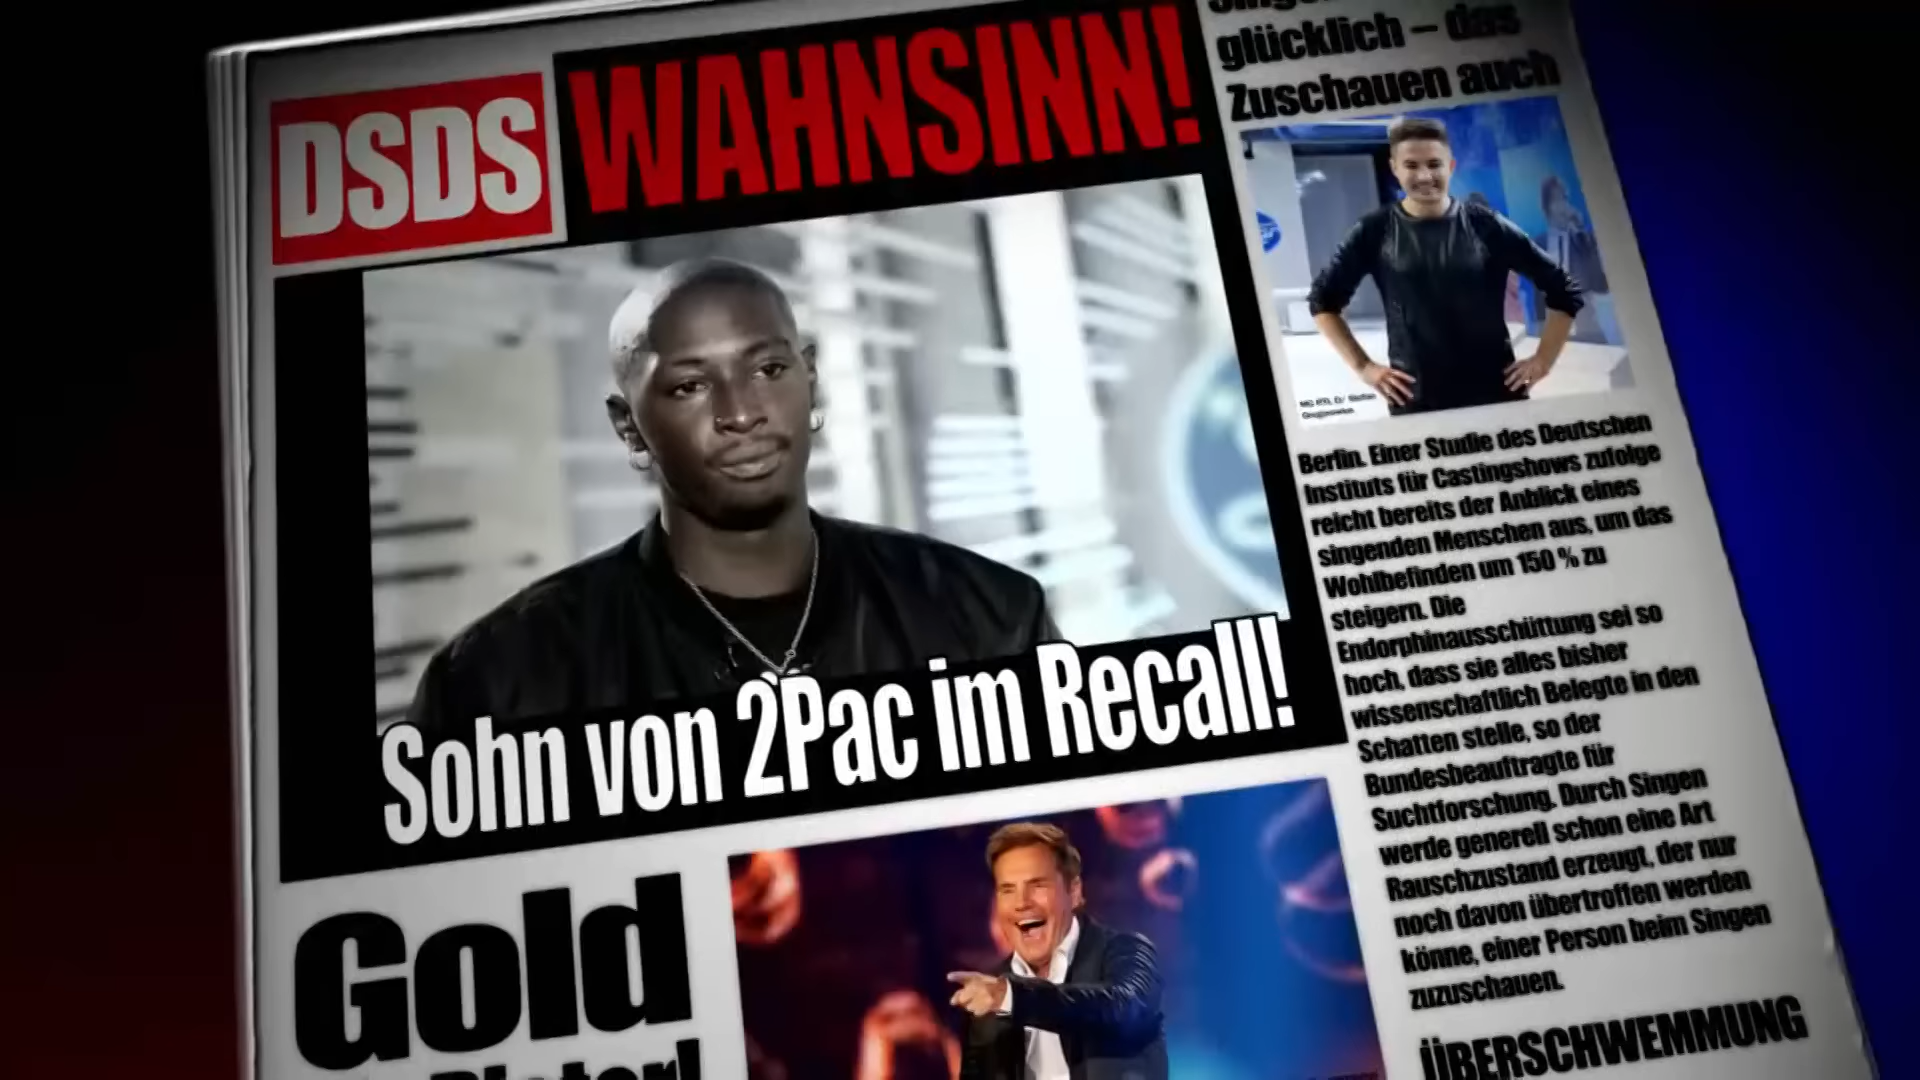 DSDS
WAHNSINN!
Sohn von 2Pac im Recall!
Gold
glücklich – das
Zuschauen auch
Berlin. Einer Studie des Deutschen
Instituts für Castingshows zufolge
reicht bereits der Anblick eines
singenden Menschen aus, um das
Wohlbefinden um 150 % zu
steigern. Die
Endorphinausschüttung sei so
hoch, dass sie alles bisher
wissenschaftlich Belegte in den
Schatten stelle, so der
Bundesbeauftragte für
Suchtforschung. Durch Singen
werde generell schon eine Art
Rauschzustand erzeugt, der nur
noch davon übertroffen werden
könne, einer Person beim Singen
zuzuschauen.
ÜBERSCHWEMMUNG